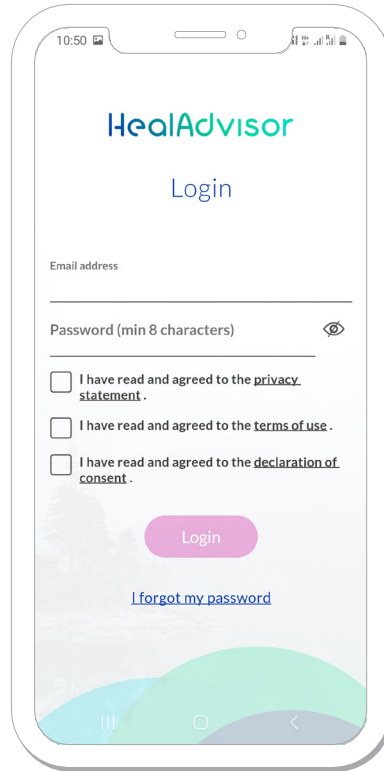 10:50
HealAdvisor
Login
Email address
Password (min 8 characters)
I have read and agreed to the privacy
statement .
I have read and agreed to the terms of use .
I have read and agreed to the declaration of
consent .
Login
I forgot my password